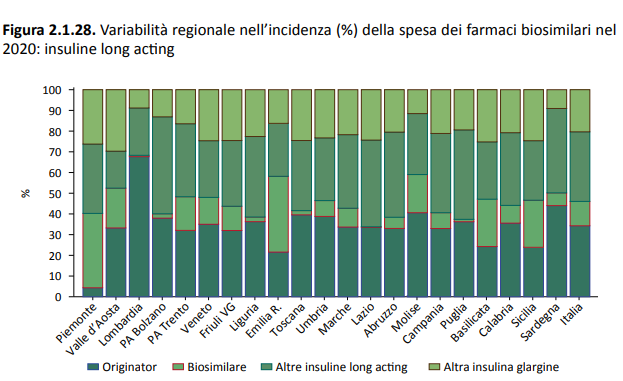 Figura 2.1.28. Variabilità regionale nell'incidenza (%) della spesa dei farmaci biosimilari nel
2020: insuline long acting
100
90
80
70
60
50
40
30
20
10
0
%
Piemonte
Valle d'Aosta
Lombardia
PA Bolzano
PA Trento
Veneto
Friuli VG
Liguria
Emilia R.
Toscana
Umbria
Marche
Lazio
Abruzzo
Molise
Campania
Puglia
Basilicata
Calabria
Sicilia
Sardegna
Italia
Originator Biosimilare Altre insuline long acting Altra insulina glargine